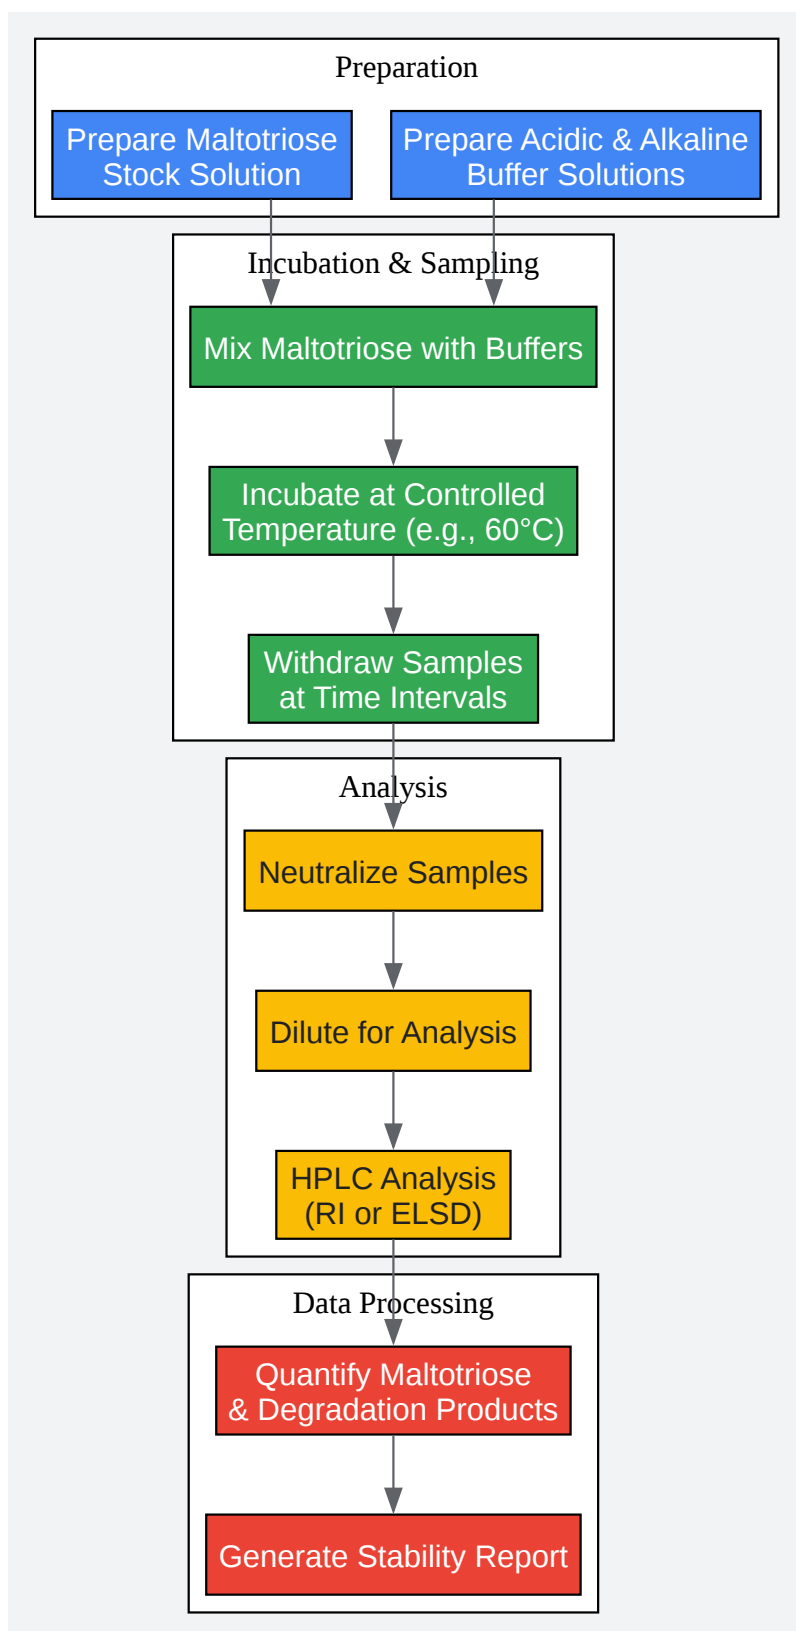 Preparation
Prepare Maltotriose
Stock Solution
Prepare Acidic & Alkaline
Buffer Solutions
Incubation & Sampling
Mix Maltotriose with Buffers
Incubate at Controlled
Temperature (e.g., 60°C)
Withdraw Samples
at Time Intervals
Analysis
Neutralize Samples
Dilute for Analysis
HPLC Analysis
(RI or ELSD)
Data Processing
Quantify Maltotriose
& Degradation Products
Generate Stability Report